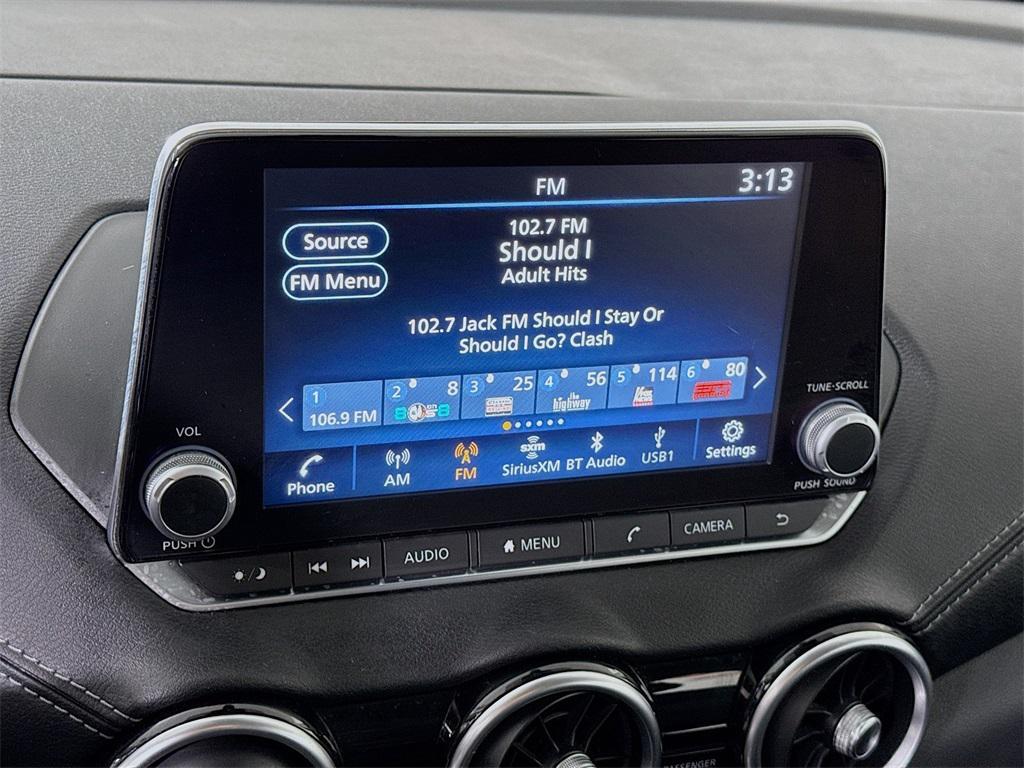 FM
3:13
Source
102.7 FM
Should I
FM Menu
Adult Hits
102.7 Jack FM Should I Stay Or
Should I Go? Clash
1 2 8 3 25 4 56 5 114 6 80
106.9 FM
the
highway
Phone
AM
FM
sxm
SiriusXM
BT Audio
USB1
Settings
VOL
PUSH
TUNE·SCROLL
PUSH SOUND
AUDIO
MENU
CAMERA
PASSENGER